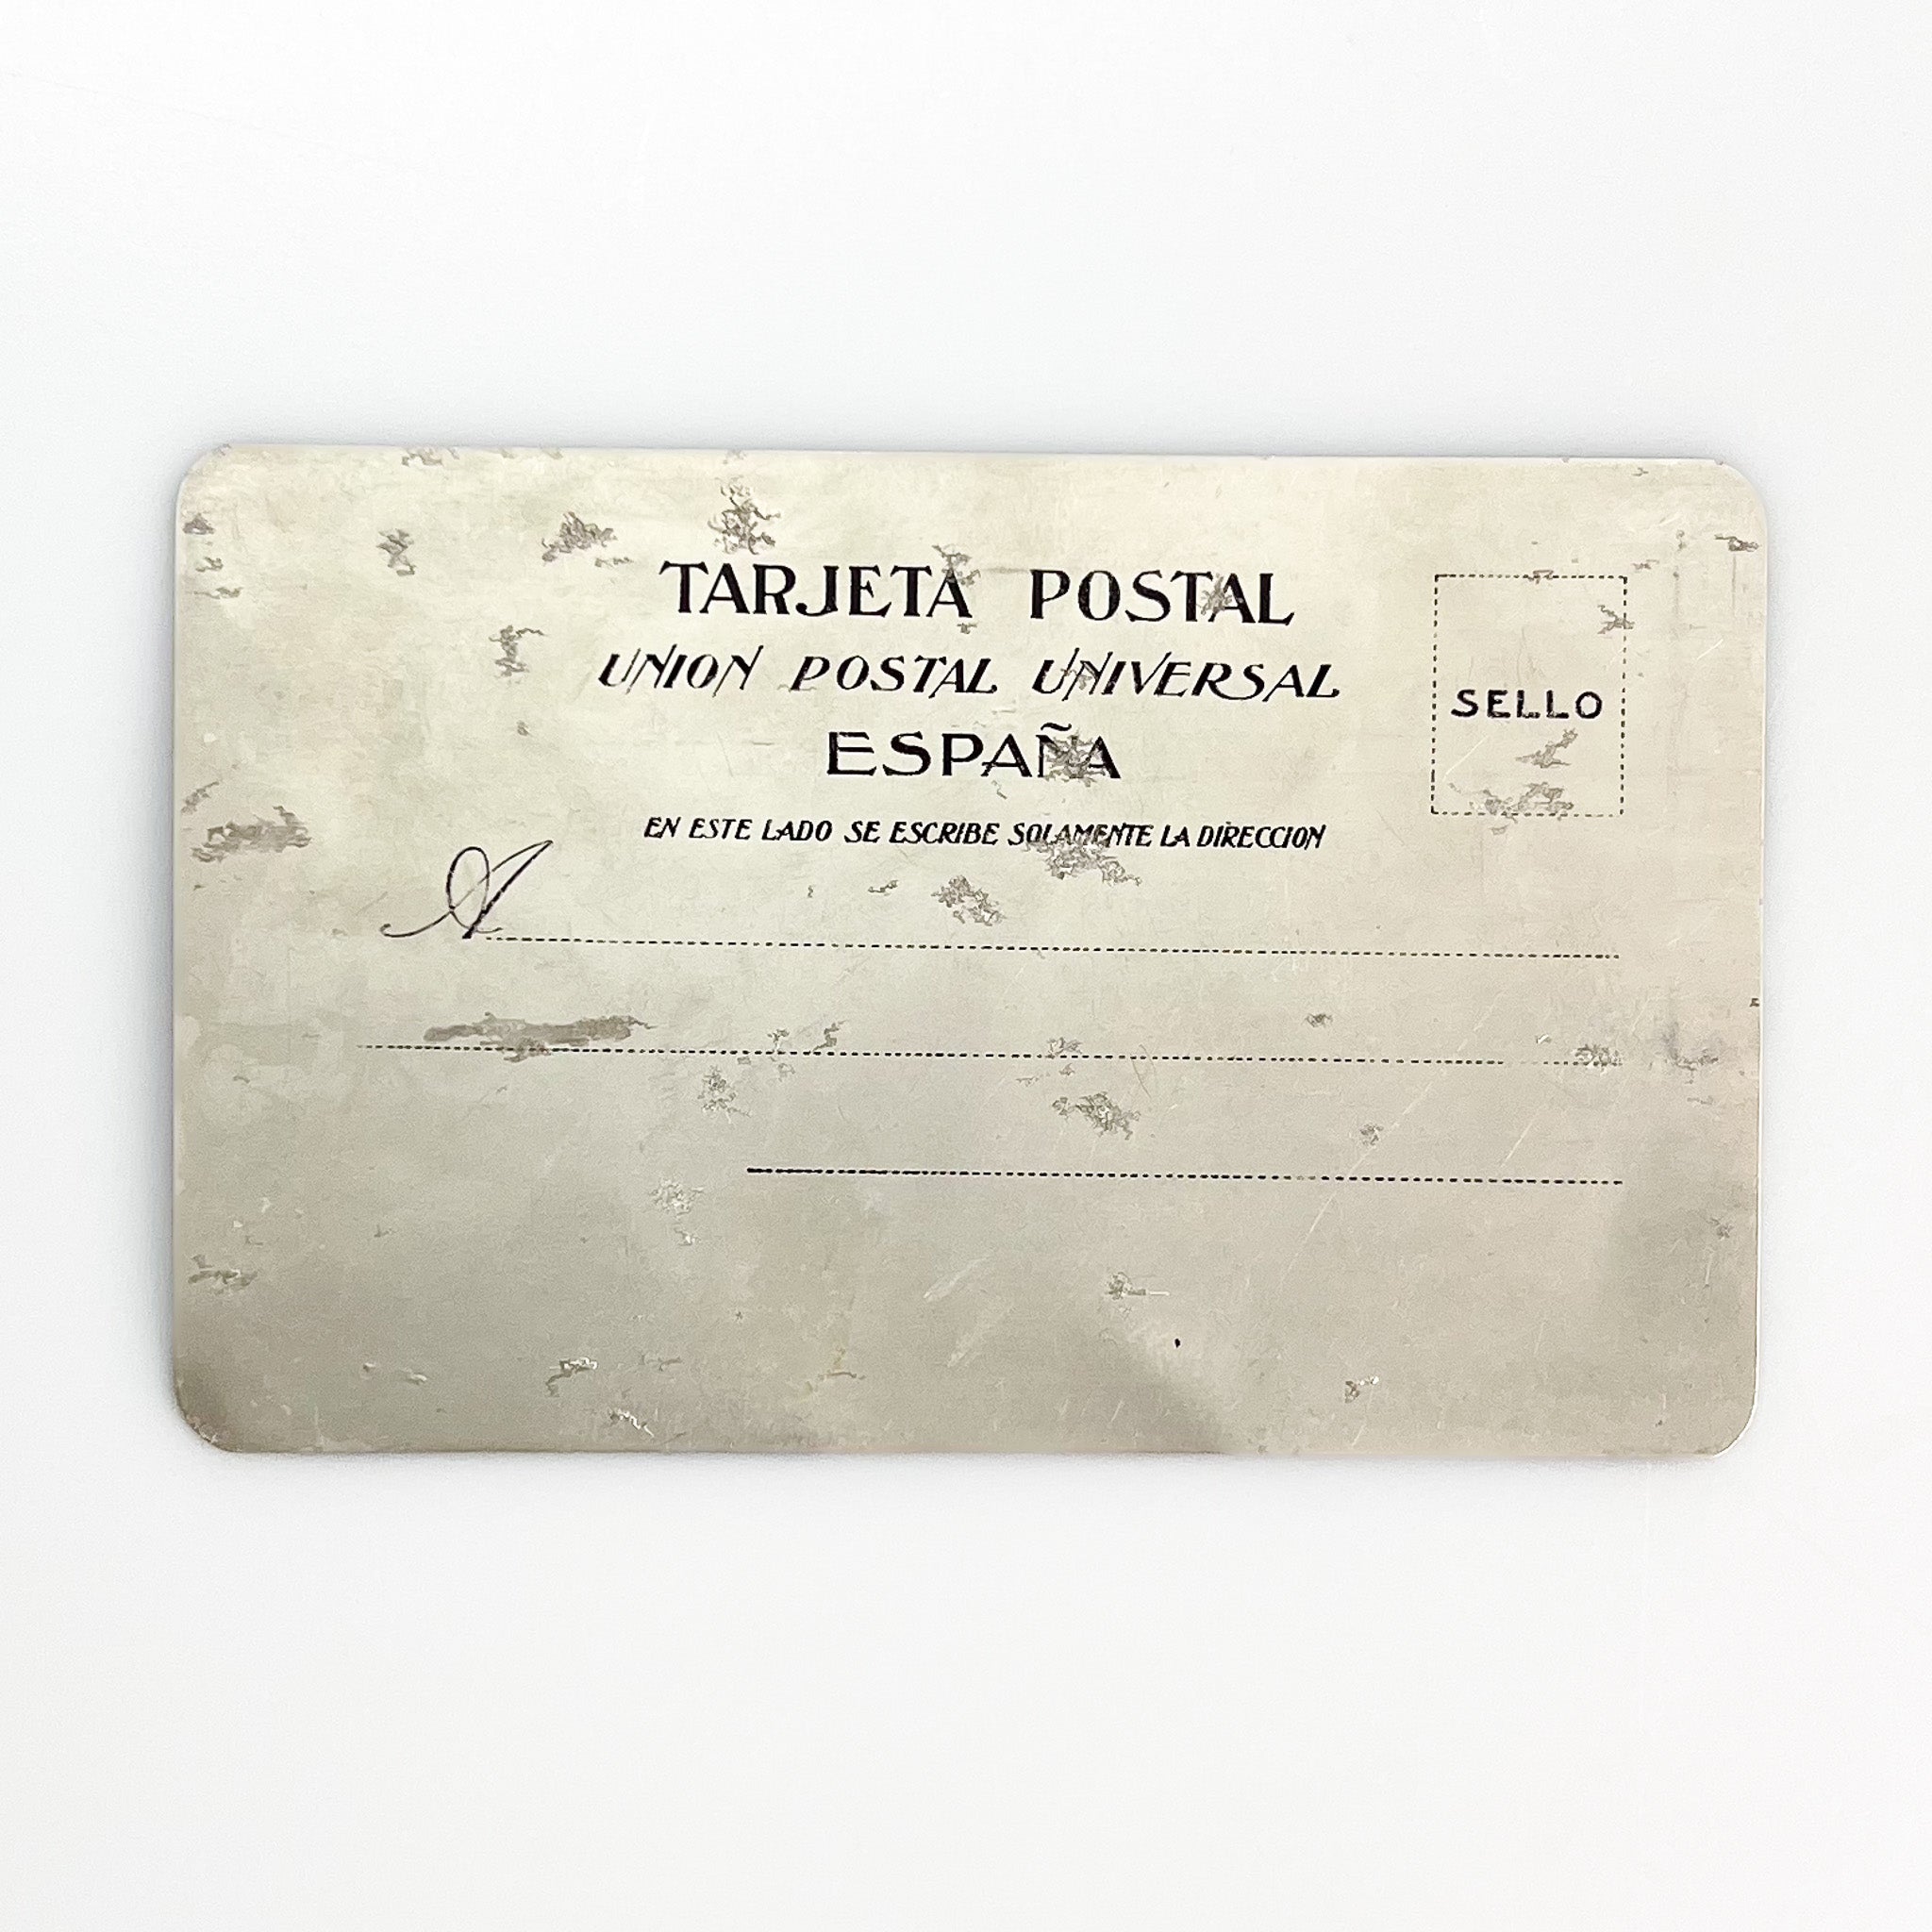 TARJETA POSTAL
UNION POSTAL UNIVERSAL
ESPAÑA
SELLO
EN ESTE LADO SE ESCRIBE SOLAMENTE LA DIRECCION
A